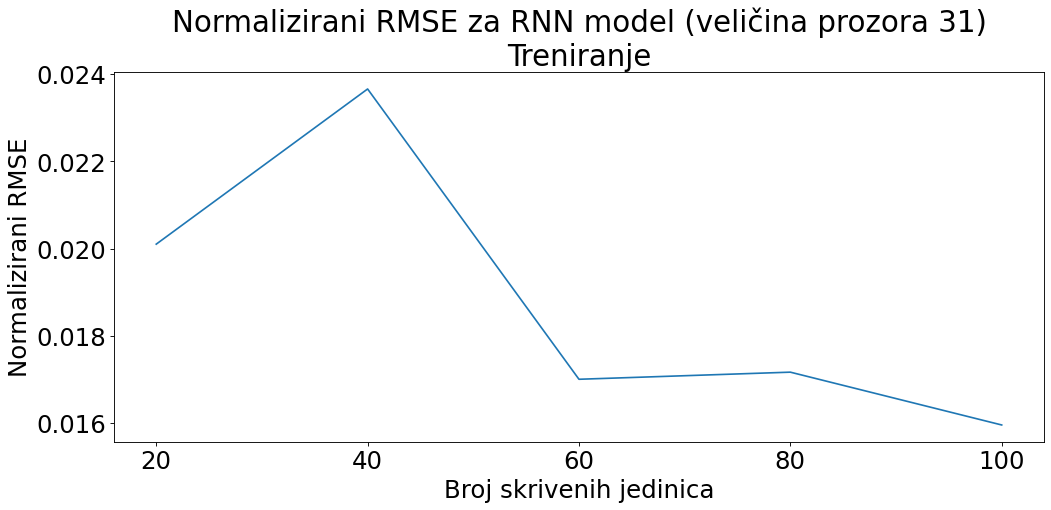 Normalizirani RMSE za RNN model (veličina prozora 31)
Treniranje
Normalizirani RMSE
0.024
0.022
0.020
0.018
0.016
20 40 60 80 100
Broj skrivenih jedinica